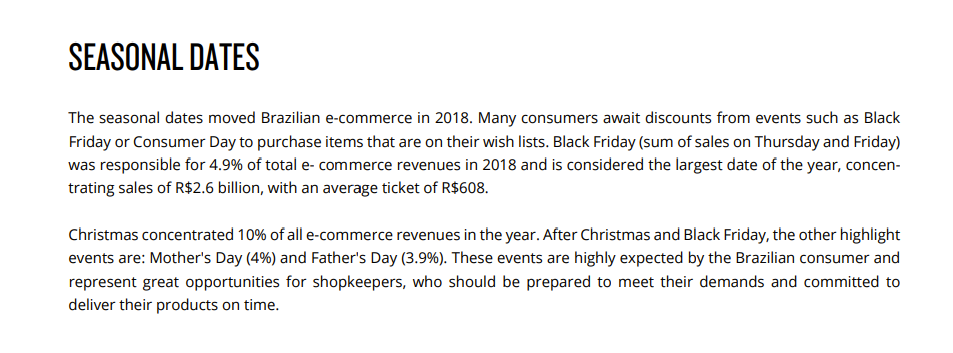 SEASONAL DATES
The seasonal dates moved Brazilian e-commerce in 2018. Many consumers await discounts from events such as Black
Friday or Consumer Day to purchase items that are on their wish lists. Black Friday (sum of sales on Thursday and Friday)
was responsible for 4.9% of total e- commerce revenues in 2018 and is considered the largest date of the year, concen-
trating sales of R$2.6 billion, with an average ticket of R$608.
Christmas concentrated 10% of all e-commerce revenues in the year. After Christmas and Black Friday, the other highlight
events are: Mother's Day (4%) and Father's Day (3.9%). These events are highly expected by the Brazilian consumer and
represent great opportunities for shopkeepers, who should be prepared to meet their demands and committed to
deliver their products on time.